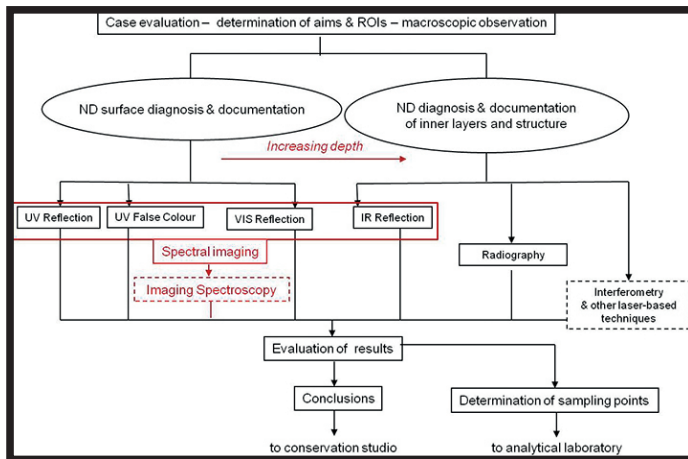 Case evaluation – determination of aims & ROIs – macroscopic observation
ND surface diagnosis & documentation
ND diagnosis & documentation
of inner layers and structure
Increasing depth
UV Reflection
UV False Colour
VIS Reflection
IR Reflection
Spectral imaging
Radiography
Imaging Spectroscopy
Interferometry
& other laser-based
techniques
Evaluation of results
Conclusions
Determination of sampling points
to conservation studio
to analytical laboratory